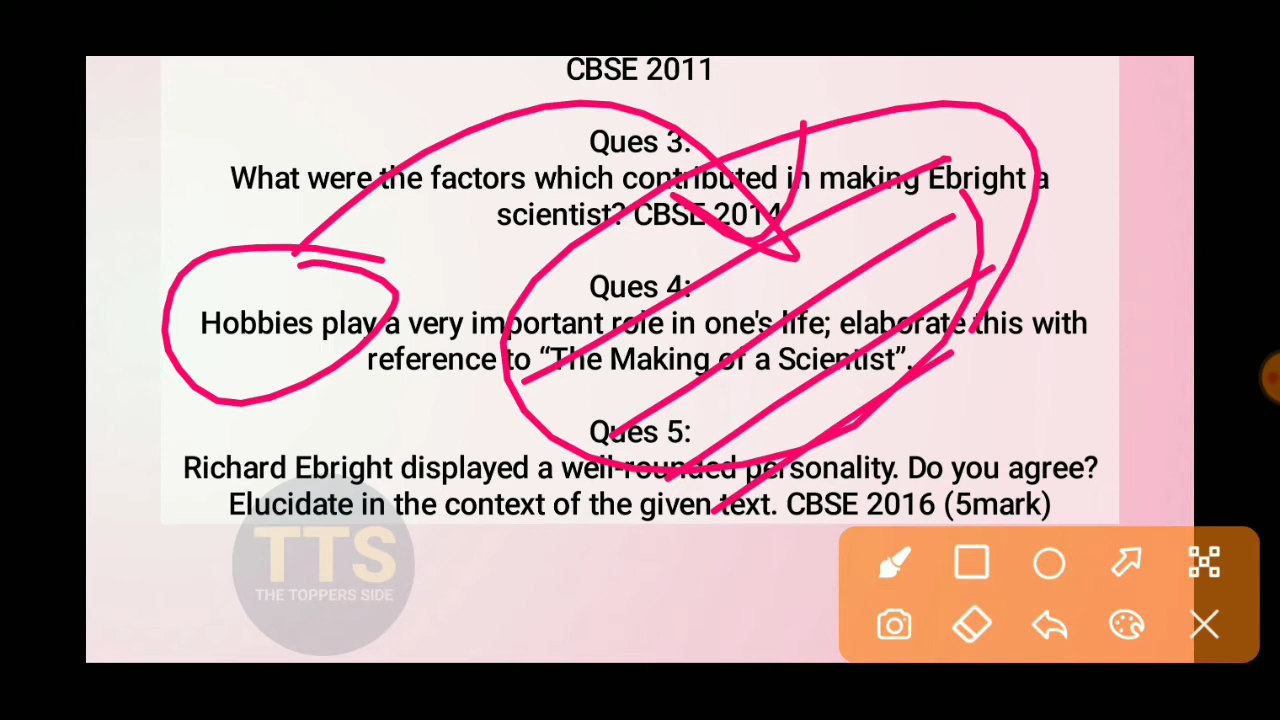 CBSE 2011
Ques 3:
What were the factors which contributed in making Ebright a
scientist? CBSE 2014
Ques 4:
Hobbies play a very important role in one's life; elaborate this with
reference to “The Making of a Scientist”.
Ques 5:
Richard Ebright displayed a well-rounded personality. Do you agree?
Elucidate in the context of the given text. CBSE 2016 (5mark)
TTS
THE TOPPERS SIDE